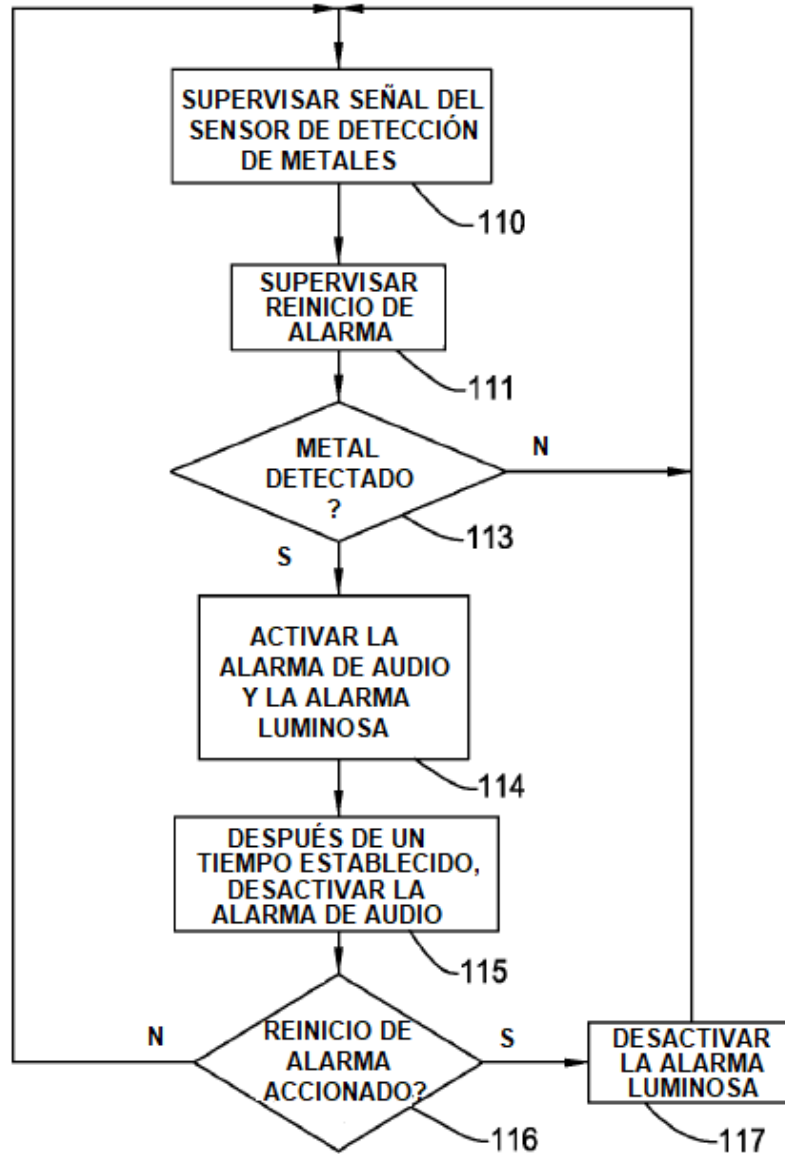 SUPERVISAR SEÑAL DEL
SENSOR DE DETECCIÓN
DE METALES
110
SUPERVISAR
REINICIO DE
ALARMA
111
METAL
DETECTADO
?
N
113
S
ACTIVAR LA
ALARMA DE AUDIO
Y LA ALARMA
LUMINOSA
114
DESPUÉS DE UN
TIEMPO ESTABLECIDO,
DESACTIVAR LA
ALARMA DE AUDIO
115
N
REINICIO DE
ALARMA
ACCIONADO?
S
116
DESACTIVAR
LA ALARMA
LUMINOSA
117